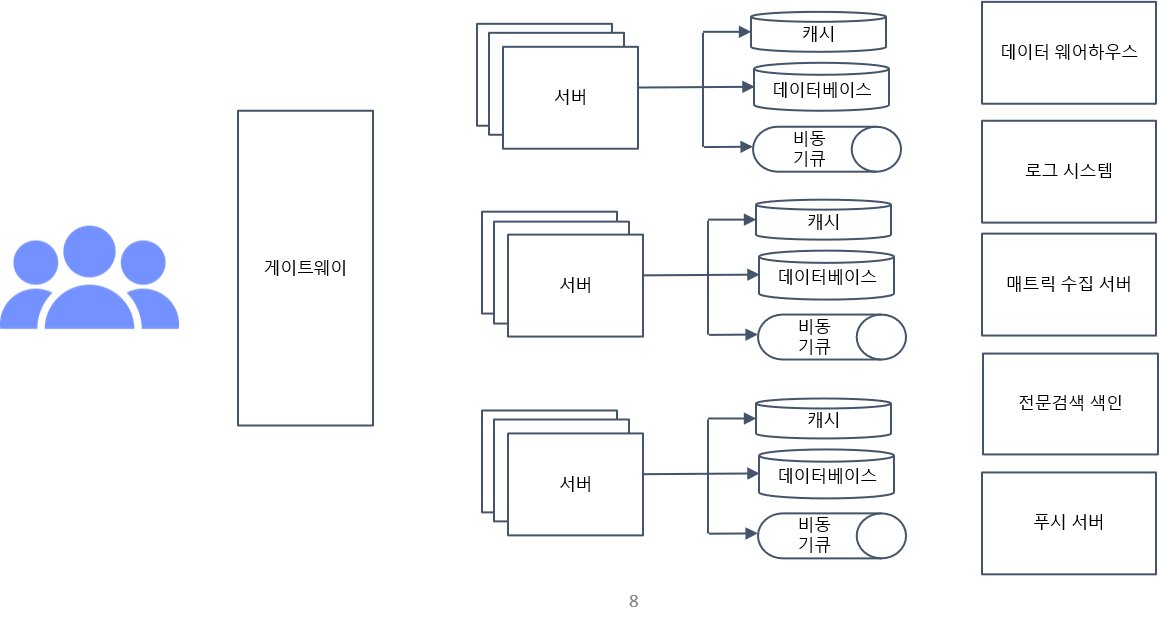 게이트웨이
서버
캐시
데이터베이스
비동
기큐
서버
캐시
데이터베이스
비동
기큐
서버
캐시
데이터베이스
비동
기큐
데이터 웨어하우스
로그 시스템
매트릭 수집 서버
전문검색 색인
푸시 서버
8